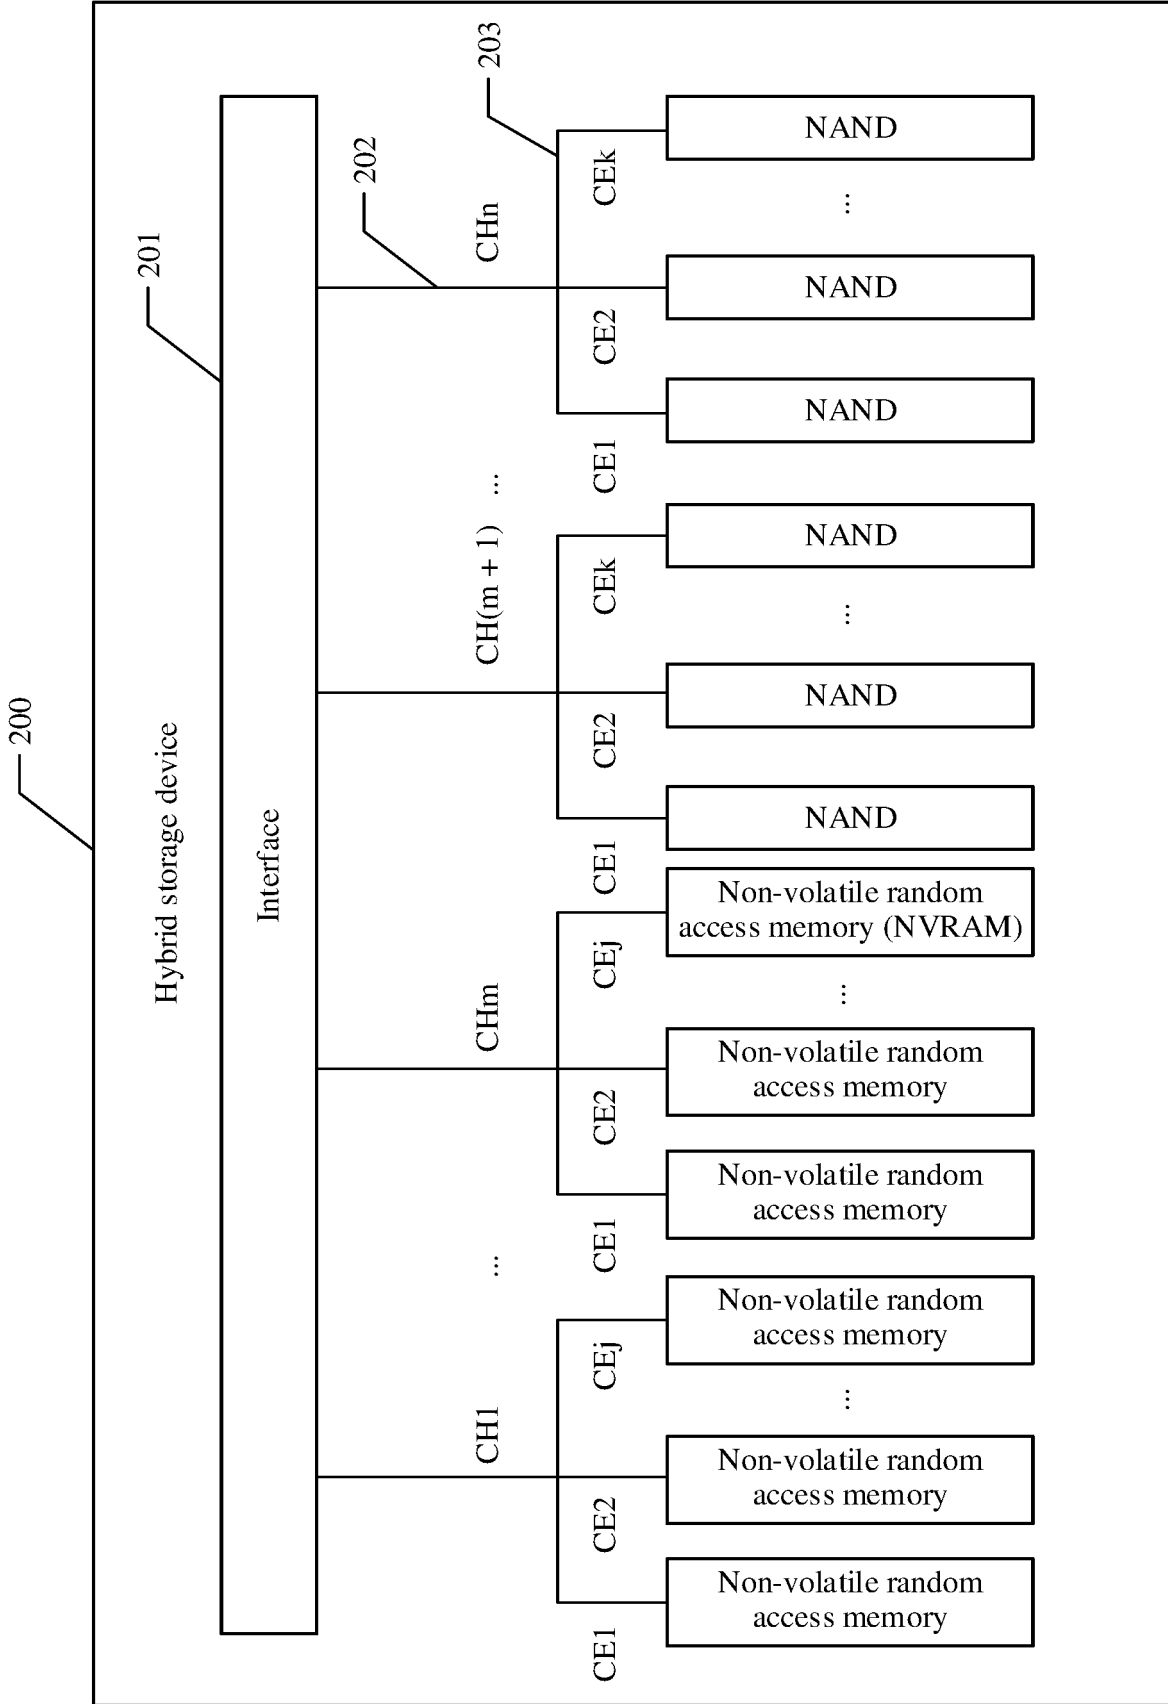 200
Hybrid storage device
201
Interface
202
203
CH1
...
CHm
CH(m + 1)
...
CHn
CE1
CE2
CEj
CE1
CE2
CEj
CE1
CE2
CEk
CE1
CE2
CEk
Non-volatile random
access memory
Non-volatile random
access memory
...
Non-volatile random
access memory
Non-volatile random
access memory
Non-volatile random
access memory
...
Non-volatile random
access memory (NVRAM)
NAND
NAND
...
NAND
NAND
NAND
...
NAND